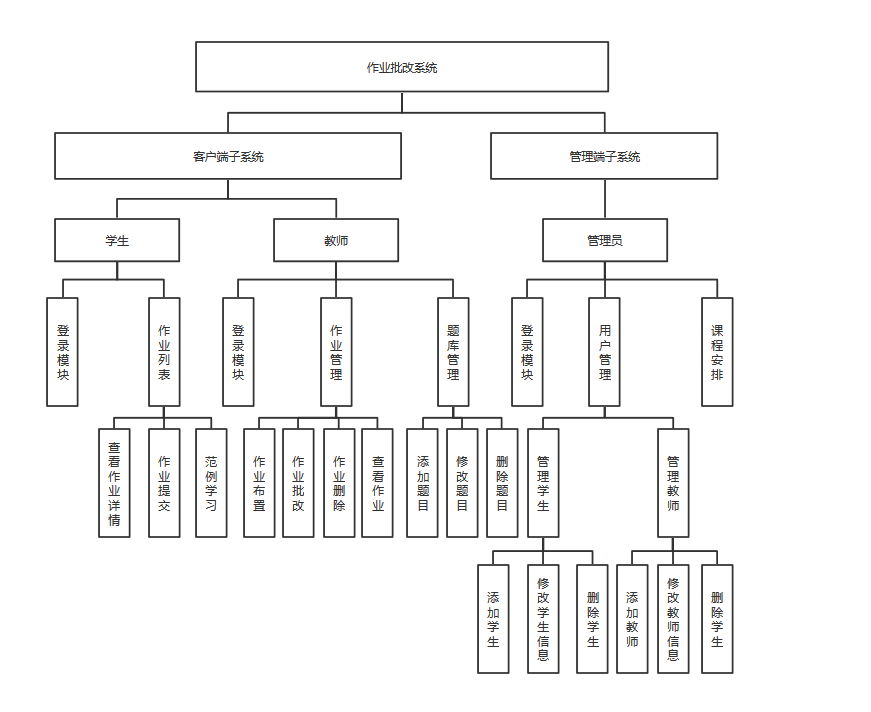 作业批改系统
客户端子系统
管理端子系统
学生
教师
管理员
登录模块
作业列表
登录模块
作业管理
题库管理
登录模块
用户管理
课程安排
查看作业详情
作业提交
范例学习
作业布置
作业批改
作业删除
查看作业
添加题目
修改题目
删除题目
管理学生
管理教师
添加学生
修改学生信息
删除学生
添加教师
修改教师信息
删除学生